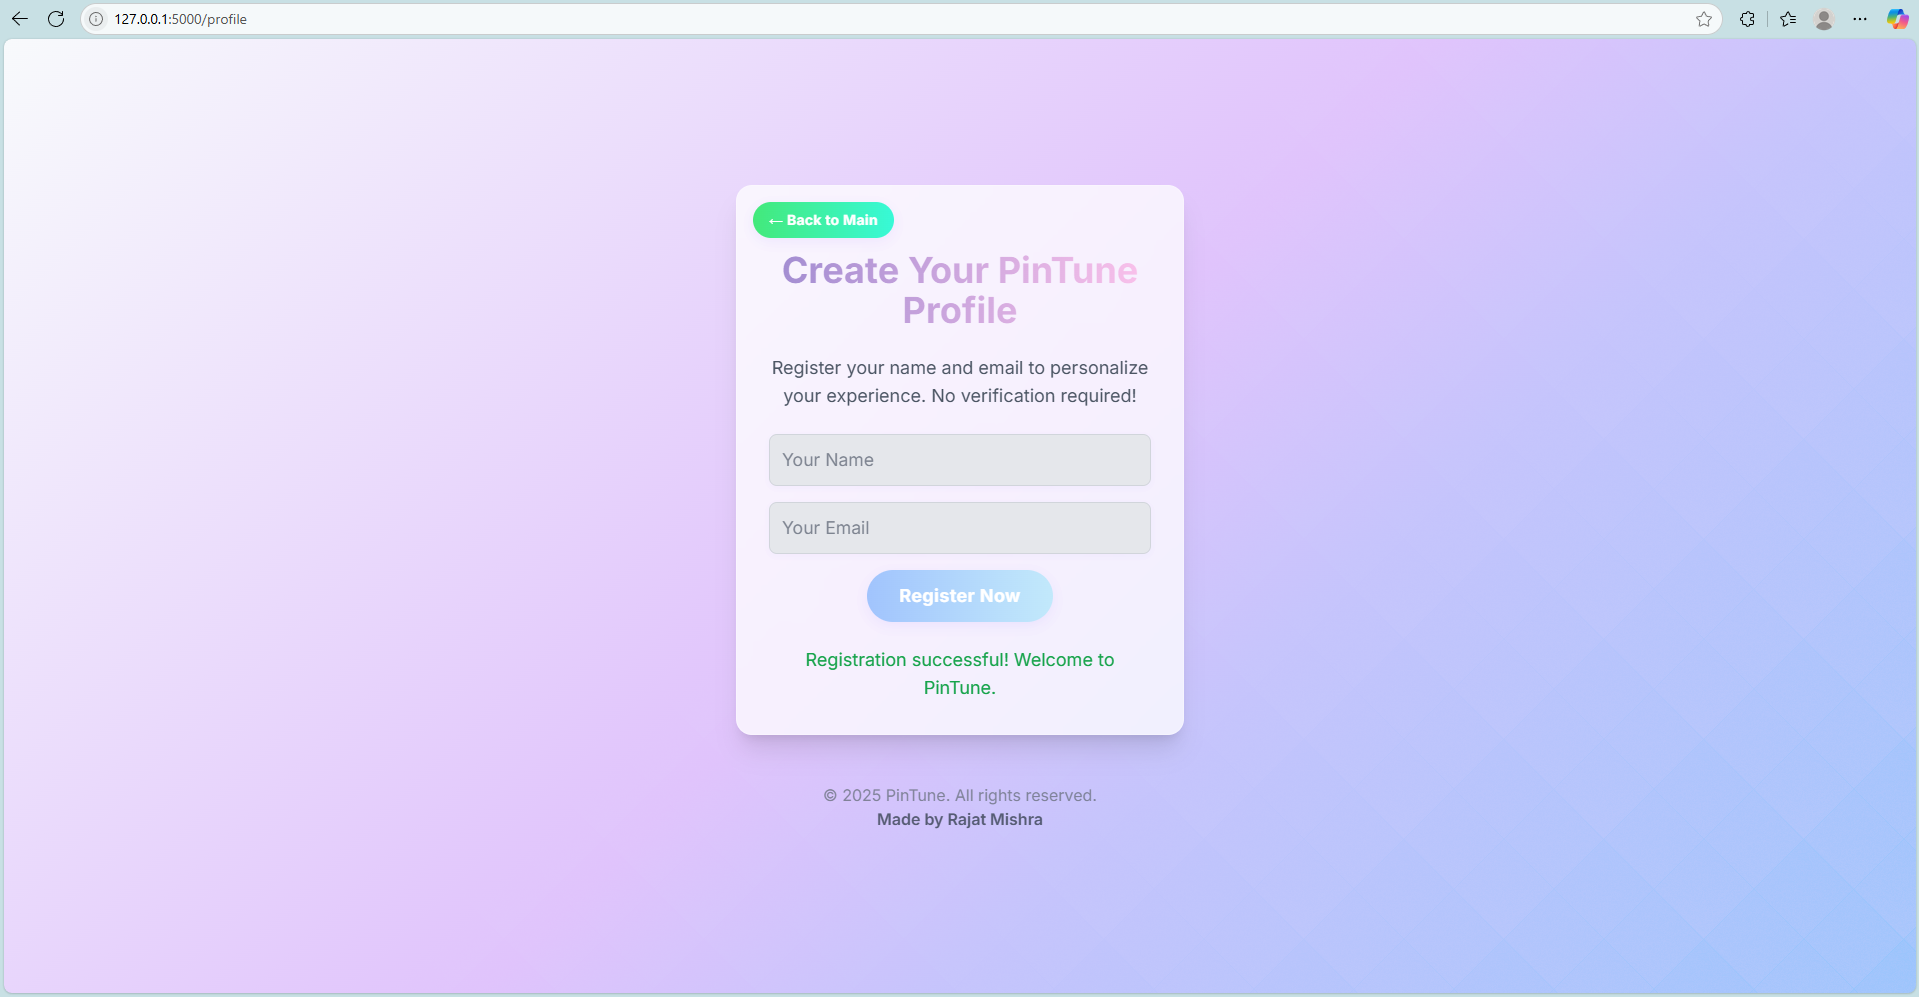 127.0.0.1:5000/profile
← Back to Main
Create Your PinTune
Profile
Register your name and email to personalize
your experience. No verification required!
Your Name
Your Email
Register Now
Registration successful! Welcome to
PinTune.
© 2025 PinTune. All rights reserved.
Made by Rajat Mishra